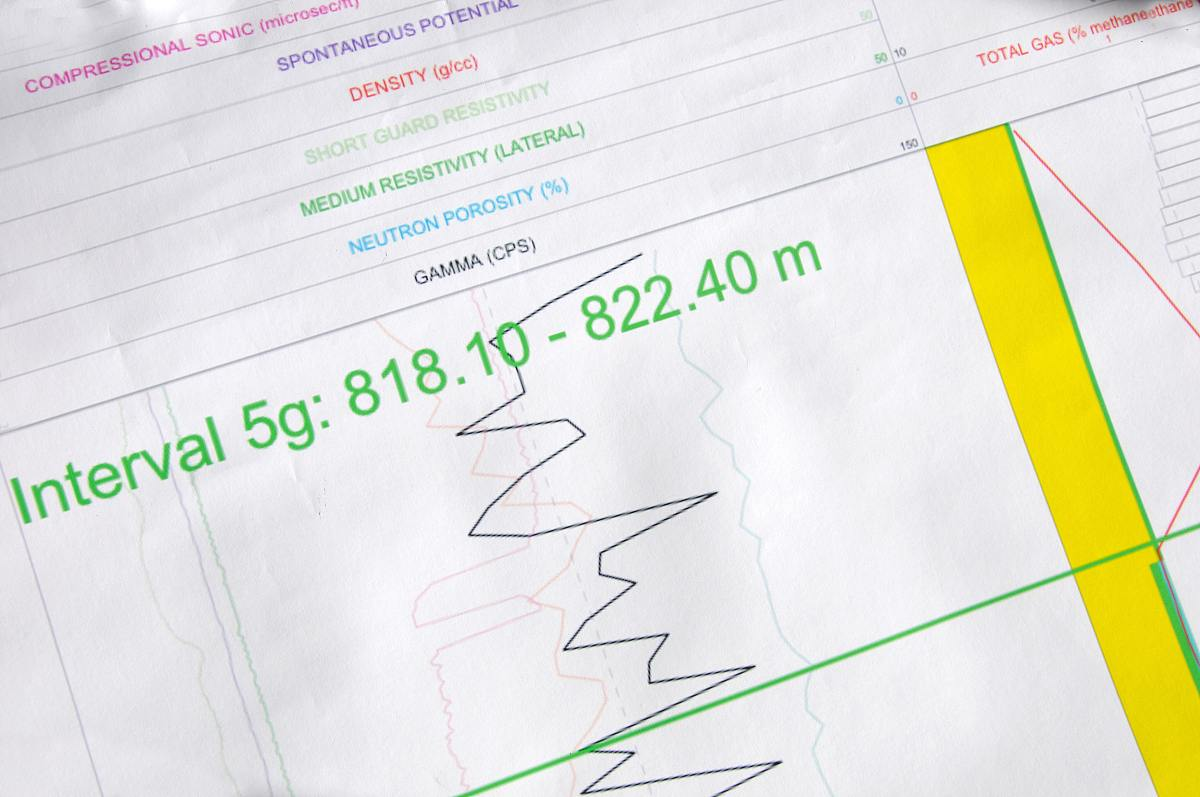 COMPRESSIONAL SONIC (microsec/ft)
SPONTANEOUS POTENTIAL
DENSITY (g/cc)
50
SHORT GUARD RESISTIVITY
50 10
MEDIUM RESISTIVITY (LATERAL)
0 0
NEUTRON POROSITY (%)
150
GAMMA (CPS)
TOTAL GAS (% methane
1
Interval 5g: 818.10 - 822.40 m